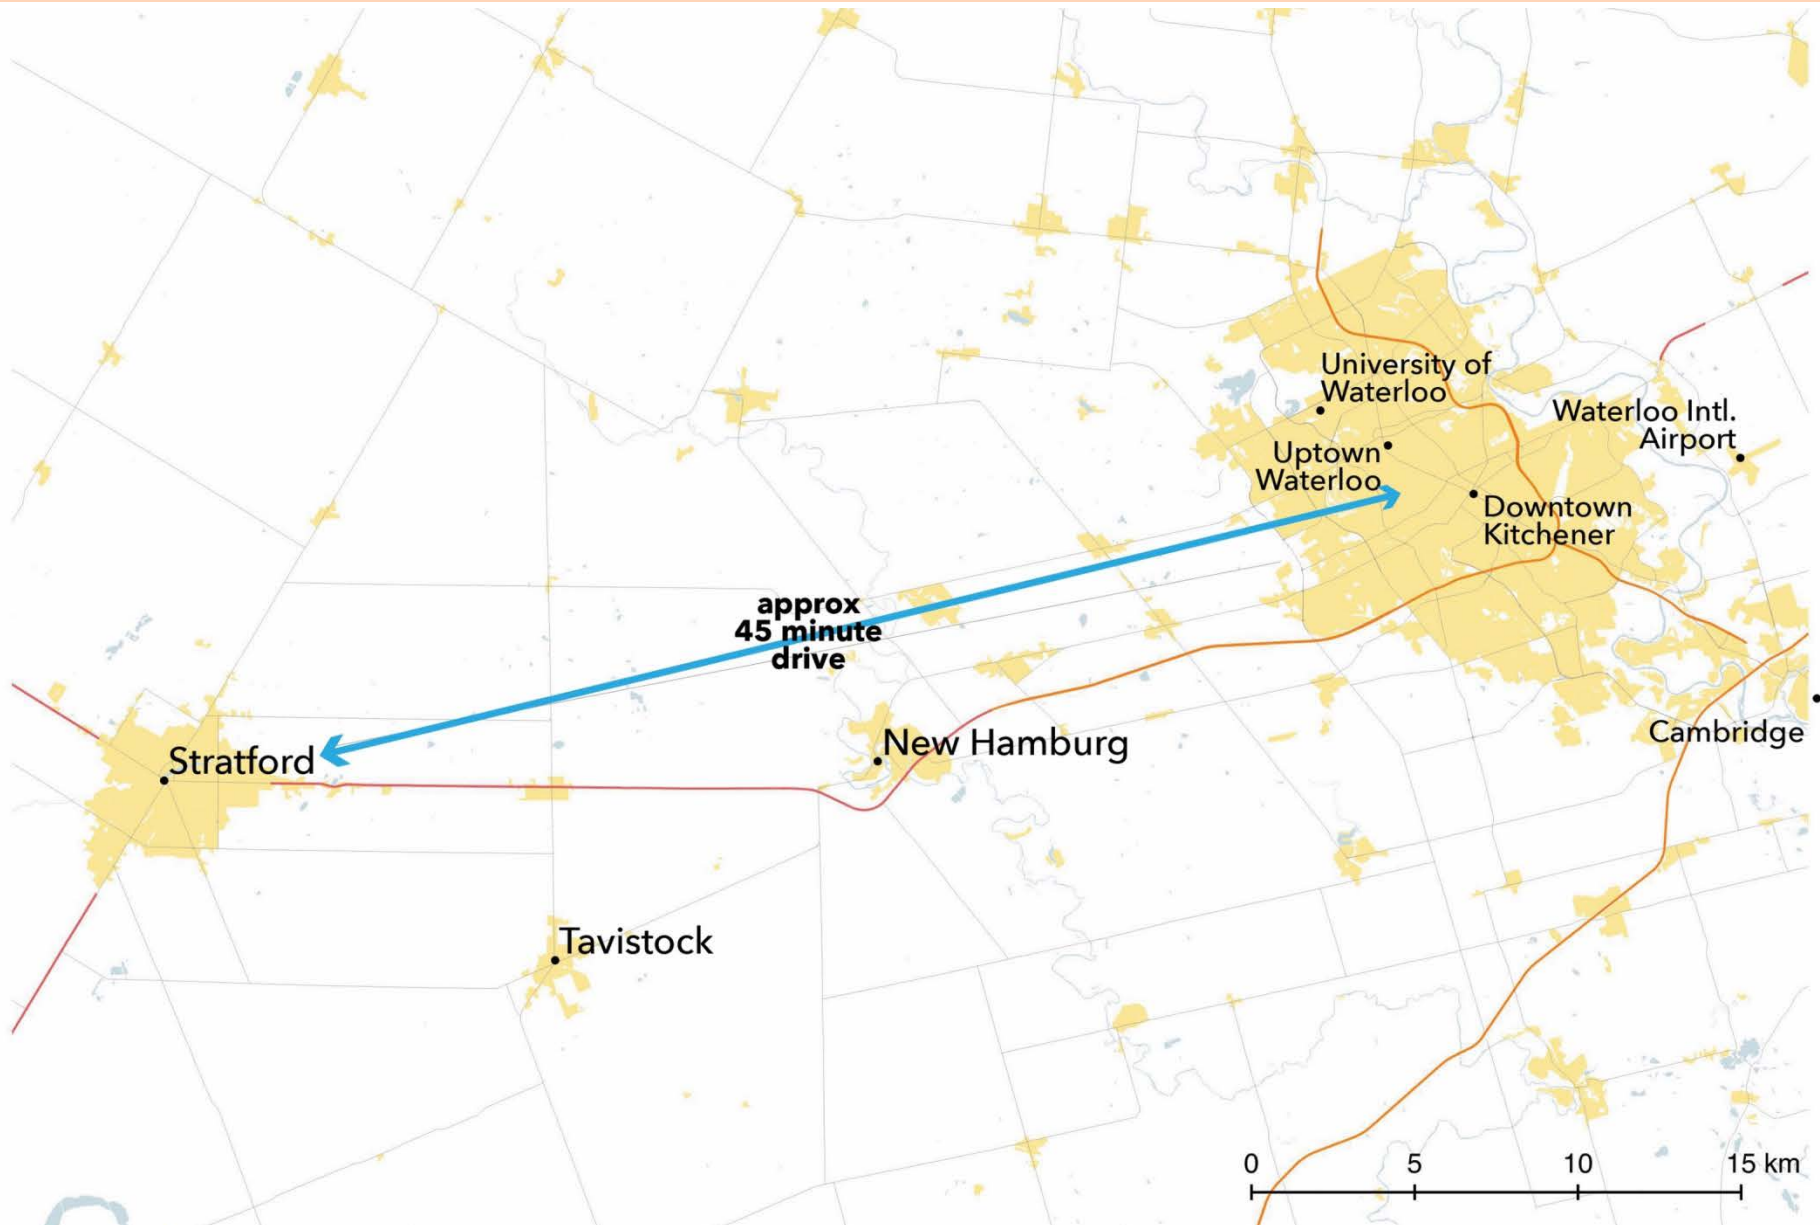 University of
Waterloo
Waterloo Intl.
Airport
Uptown
Waterloo
Downtown
Kitchener
approx
45 minute
drive
Stratford
New Hamburg
Cambridge
Tavistock
0 5 10 15 km